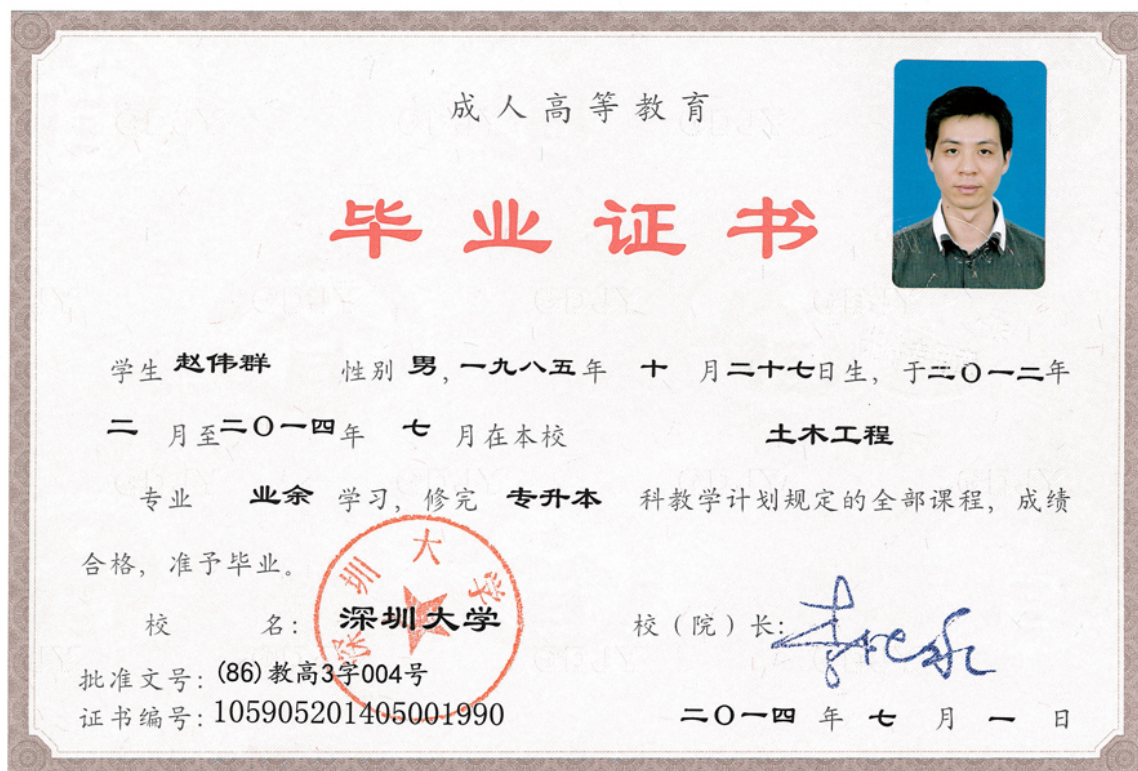 成人高等教育
毕业证书
学生 赵伟群 性别 男，一九八五年 十 月二十七日生，于二〇一二年
二 月至二〇一四年 七 月在本校 土木工程
专业 业余 学习，修完 专升本 科教学计划规定的全部课程，成绩
合格，准予毕业。
深圳大学
校 名：深圳大学 校（院）长：
批准文号：(86)教高3字004号
证书编号：105905201405001990 二〇一四 年 七 月 一 日